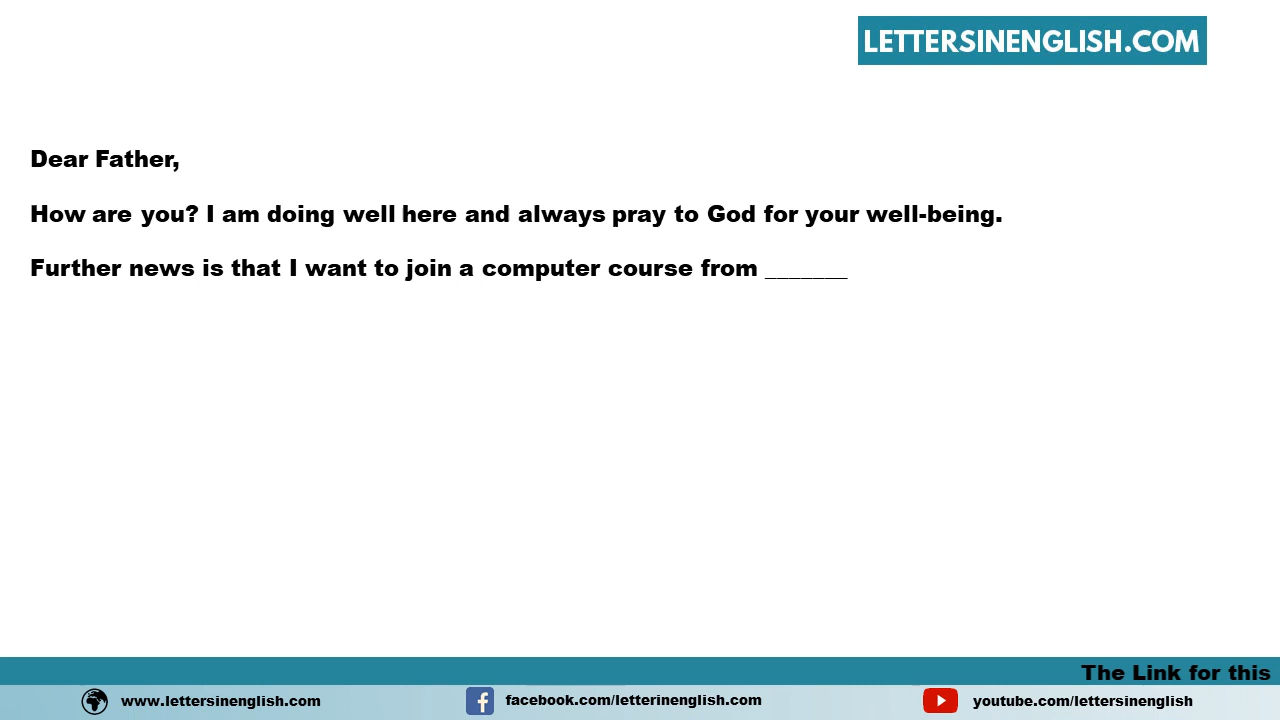 LETTERSINENGLISH.COM
Dear Father,
How are you? I am doing well here and always pray to God for your well-being.
Further news is that I want to join a computer course from _______
The Link for this
www.lettersinenglish.com
facebook.com/letterinenglish.com
youtube.com/lettersinenglish